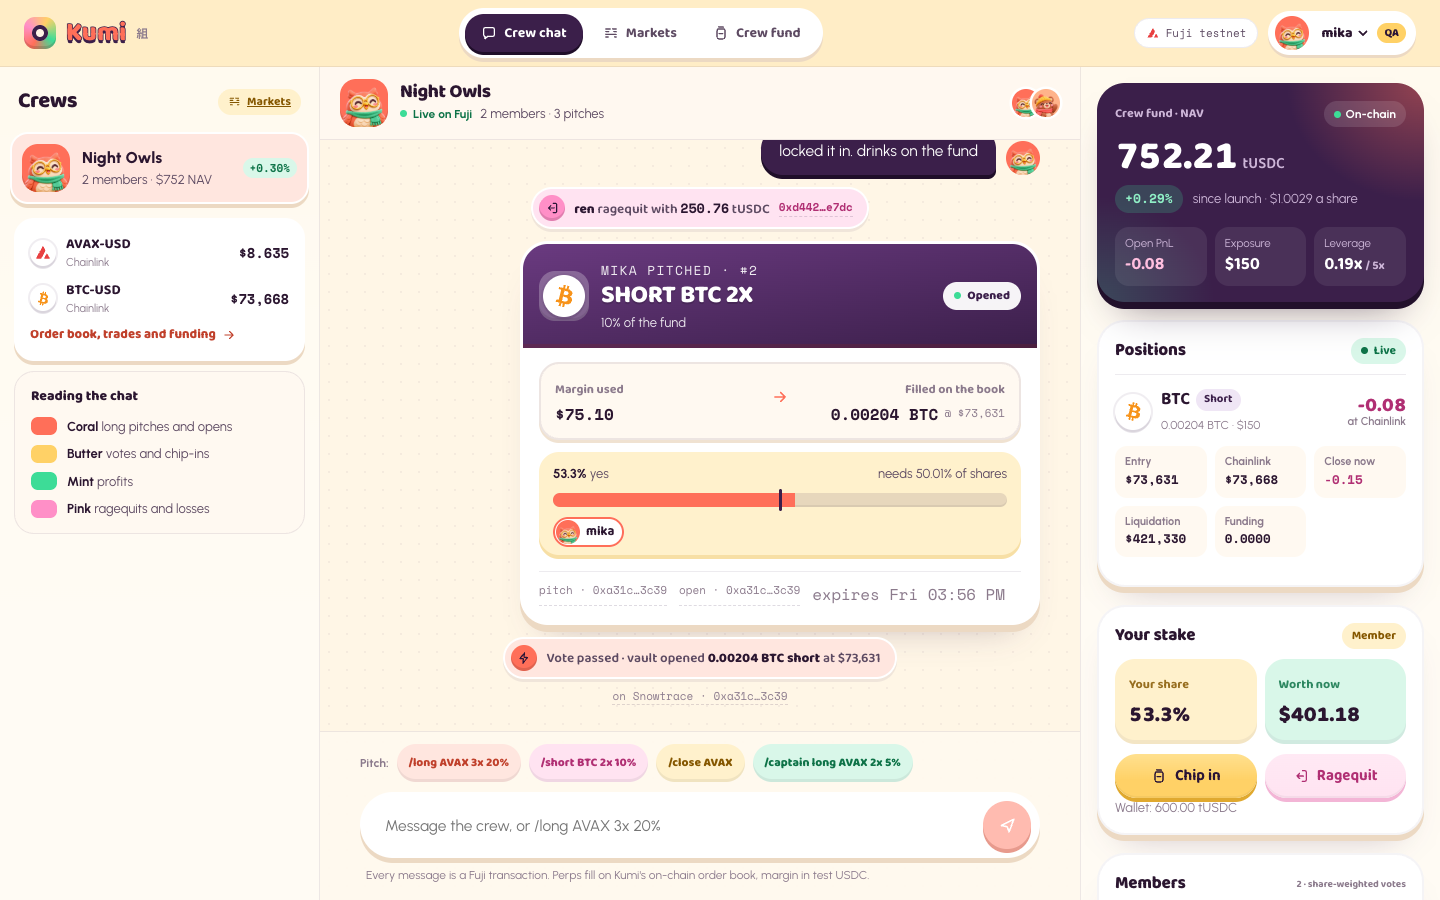 Kumi 組
Crew chat
Markets
Crew fund
Fuji testnet
mika
QA
Crews
Markets
Night Owls
2 members · $752 NAV
+0.30%
AVAX-USD
Chainlink
$8.635
BTC-USD
Chainlink
$73,668
Order book, trades and funding →
Reading the chat
Coral long pitches and opens
Butter votes and chip-ins
Mint profits
Pink ragequits and losses
Night Owls
Live on Fuji 2 members · 3 pitches
locked it in. drinks on the fund
ren ragequit with 250.76 tUSDC 0xd442…e7dc
MIKA PITCHED · #2
SHORT BTC 2X
10% of the fund
Opened
Margin used
$75.10
→
Filled on the book
0.00204 BTC @ $73,631
53.3% yes
needs 50.01% of shares
mika
pitch · 0xa31c…3c39 open · 0xa31c…3c39 expires Fri 03:56 PM
Vote passed · vault opened 0.00204 BTC short at $73,631
on Snowtrace · 0xa31c…3c39
Pitch: /long AVAX 3x 20% /short BTC 2x 10% /close AVAX /captain long AVAX 2x 5%
Message the crew, or /long AVAX 3x 20%
Every message is a Fuji transaction. Perps fill on Kumi's on-chain order book, margin in test USDC.
Crew fund · NAV
On-chain
752.21 tUSDC
+0.29% since launch · $1.0029 a share
Open PnL
-0.08
Exposure
$150
Leverage
0.19x / 5x
Positions
Live
BTC Short
0.00204 BTC · $150
-0.08
at Chainlink
Entry
$73,631
Chainlink
$73,668
Close now
-0.15
Liquidation
$421,330
Funding
0.0000
Your stake
Member
Your share
53.3%
Worth now
$401.18
Chip in
Ragequit
Wallet: 600.00 tUSDC
Members
2 · share-weighted votes